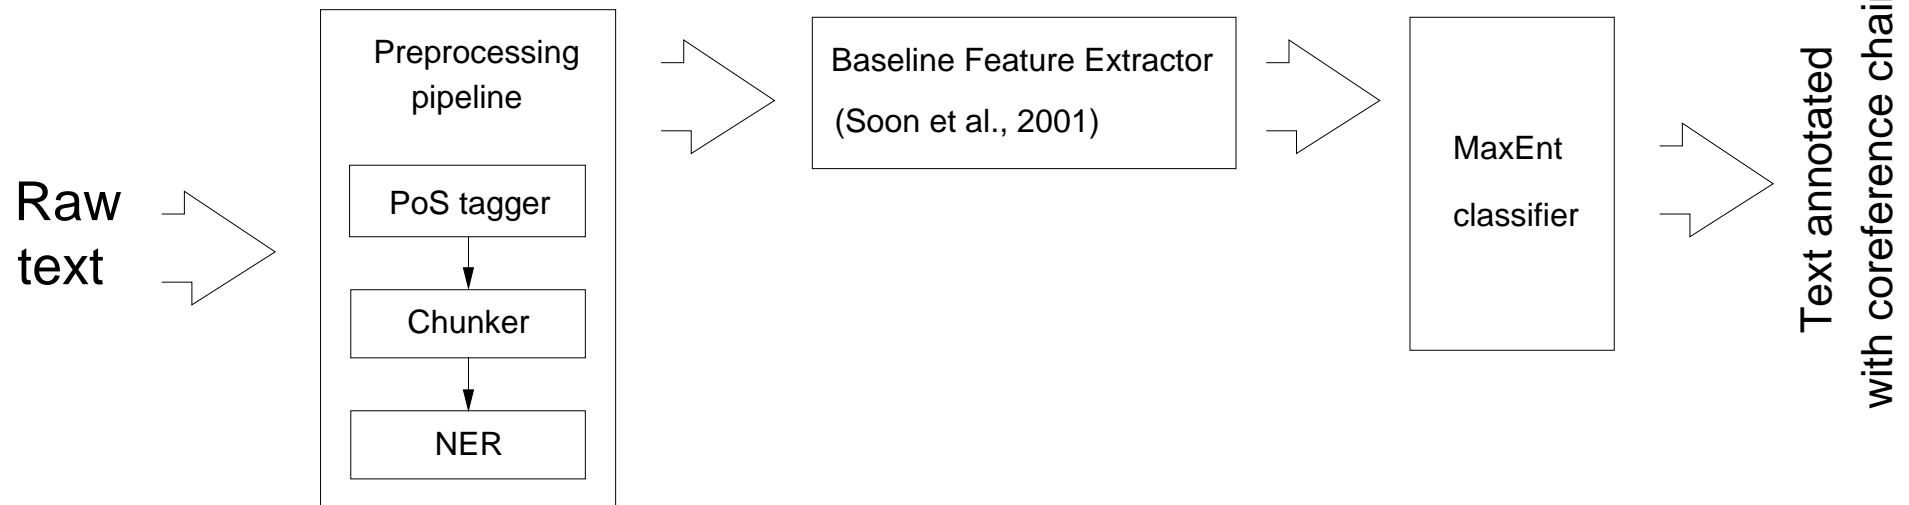 Raw
text
Preprocessing
pipeline
PoS tagger
Chunker
NER
Baseline Feature Extractor
(Soon et al., 2001)
MaxEnt
classifier
Text annotated
with coreference chai